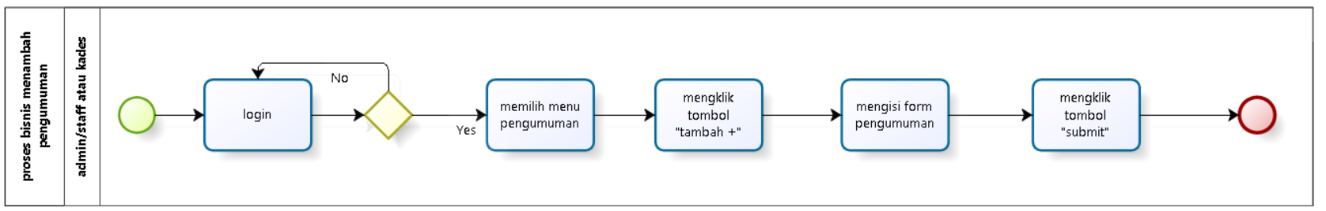 proses bisnis menambah
pengumuman
admin/staff atau kades
login
No
Yes
memilih menu
pengumuman
mengklik
tombol
"tambah +"
mengisi form
pengumuman
mengklik
tombol
"submit"